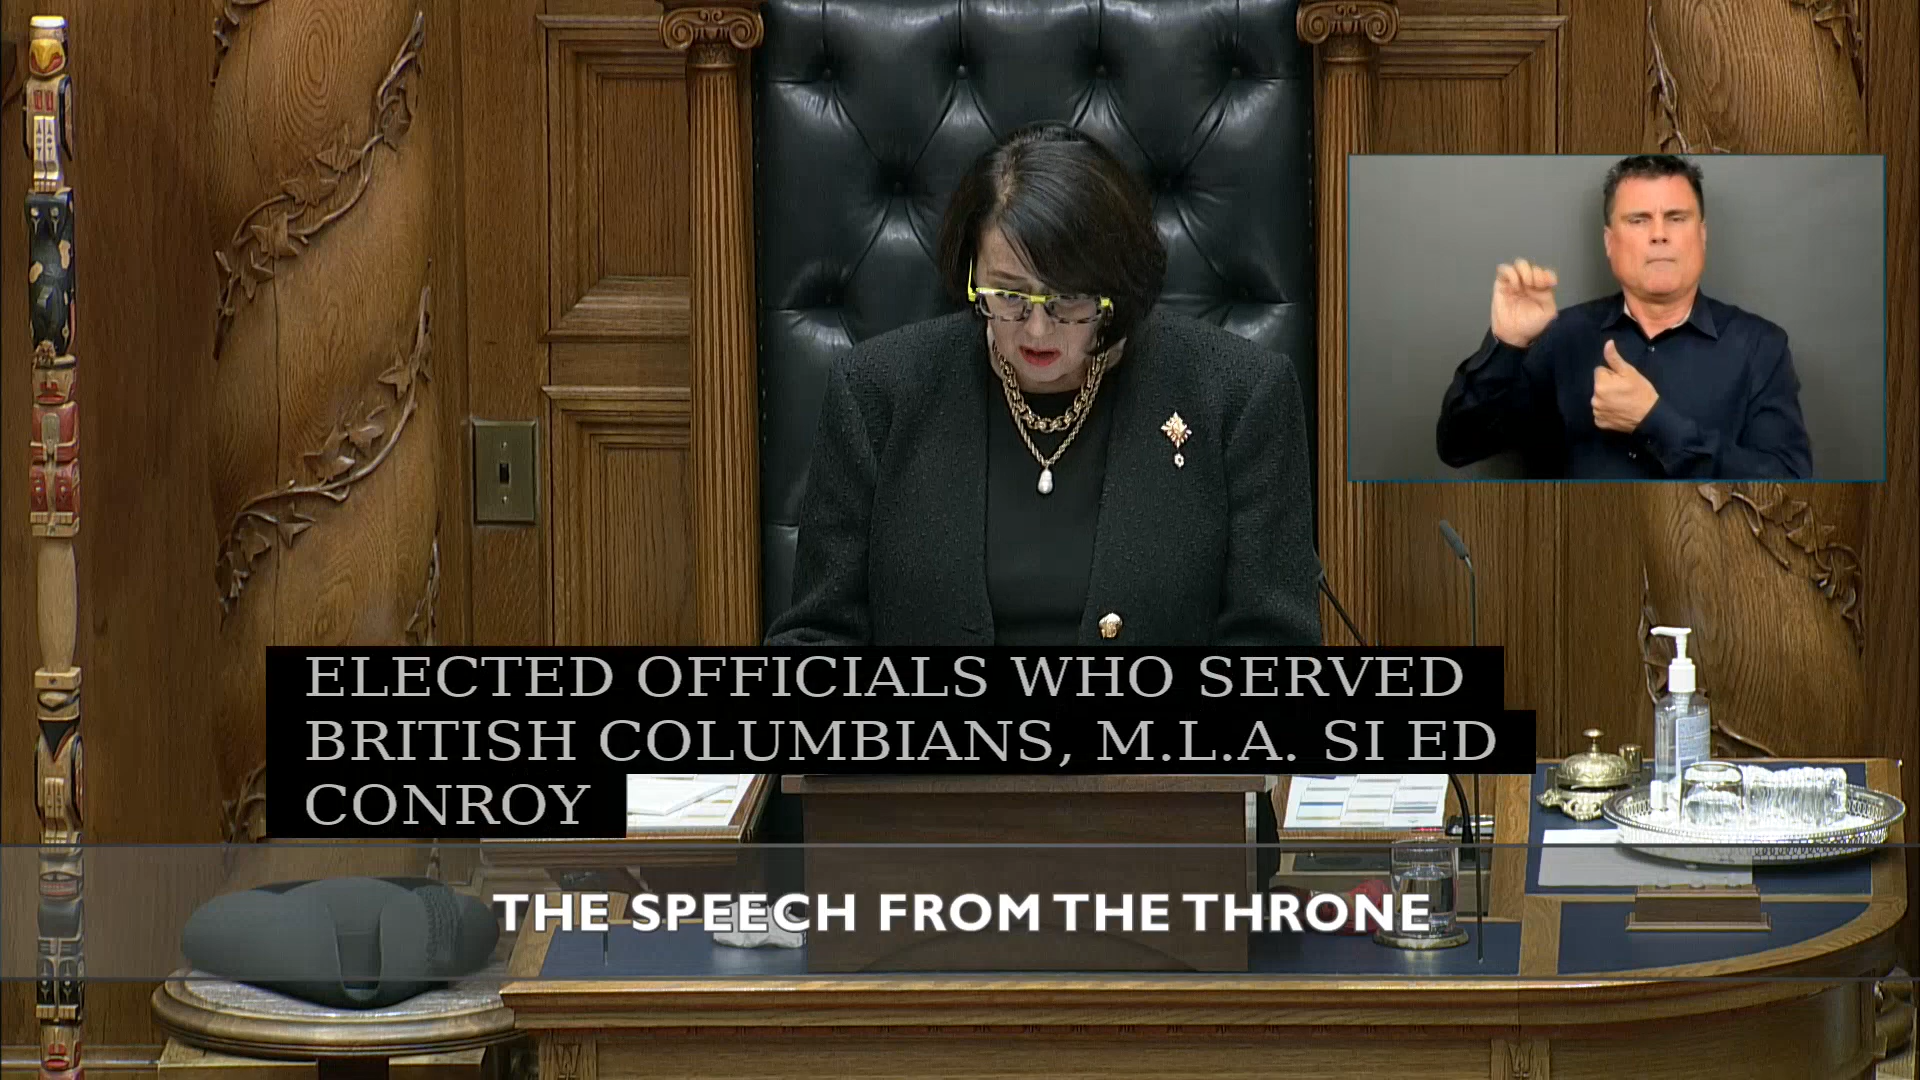 ELECTED OFFICIALS WHO SERVED
BRITISH COLUMBIANS, M.L.A. SI ED
CONROY
THE SPEECH FROM THE THRONE